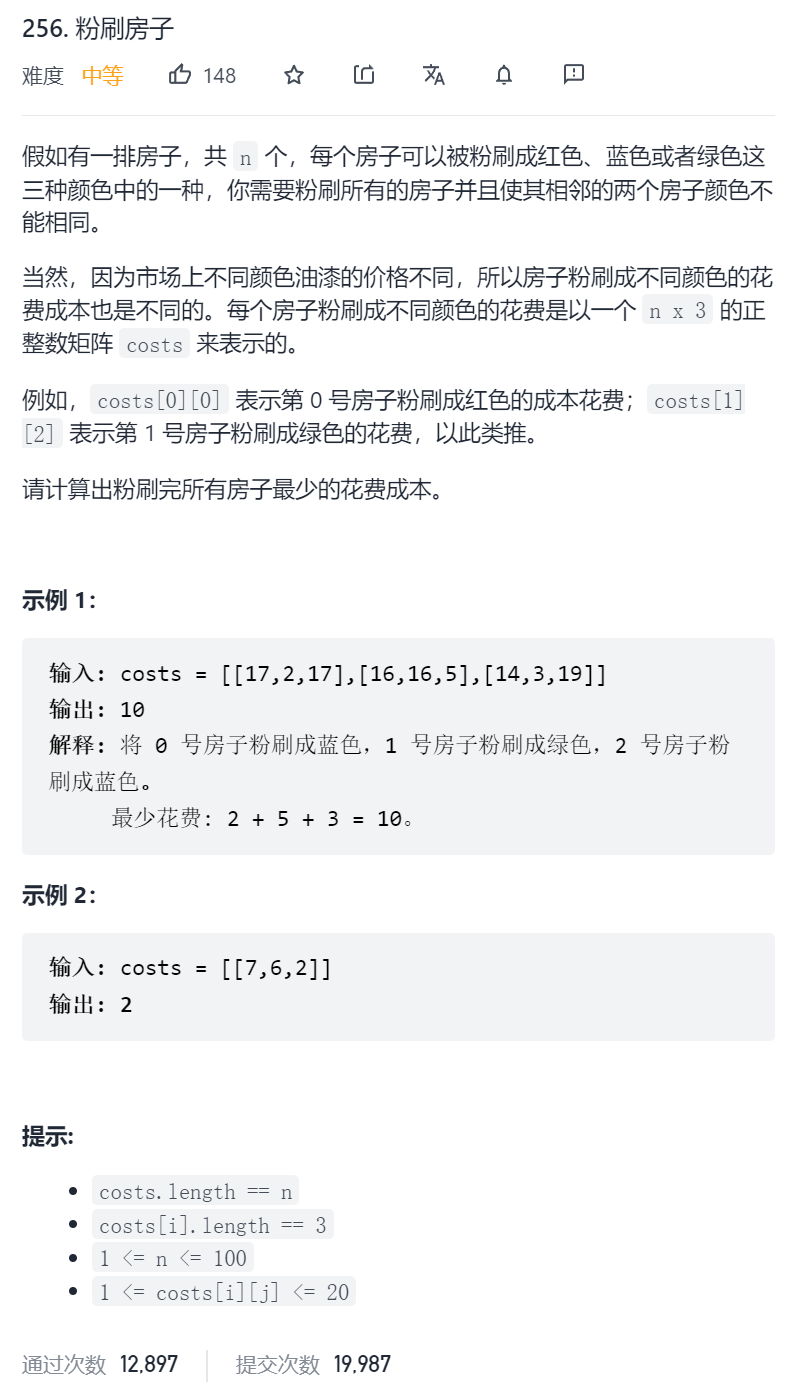 256. 粉刷房子
难度 中等 148
假如有一排房子，共 n 个，每个房子可以被粉刷成红色、蓝色或者绿色这
三种颜色中的一种，你需要粉刷所有的房子并且使其相邻的两个房子颜色不
能相同。
当然，因为市场上不同颜色油漆的价格不同，所以房子粉刷成不同颜色的花
费成本也是不同的。每个房子粉刷成不同颜色的花费是以一个 n x 3 的正
整数矩阵 costs 来表示的。
例如，costs[0][0] 表示第 0 号房子粉刷成红色的成本花费；costs[1]
[2] 表示第 1 号房子粉刷成绿色的花费，以此类推。
请计算出粉刷完所有房子最少的花费成本。
示例 1：
输入: costs = [[17,2,17],[16,16,5],[14,3,19]]
输出: 10
解释: 将 0 号房子粉刷成蓝色，1 号房子粉刷成绿色，2 号房子粉
刷成蓝色。
最少花费: 2 + 5 + 3 = 10。
示例 2：
输入: costs = [[7,6,2]]
输出: 2
提示:
costs.length == n
costs[i].length == 3
1 <= n <= 100
1 <= costs[i][j] <= 20
通过次数 12,897 提交次数 19,987